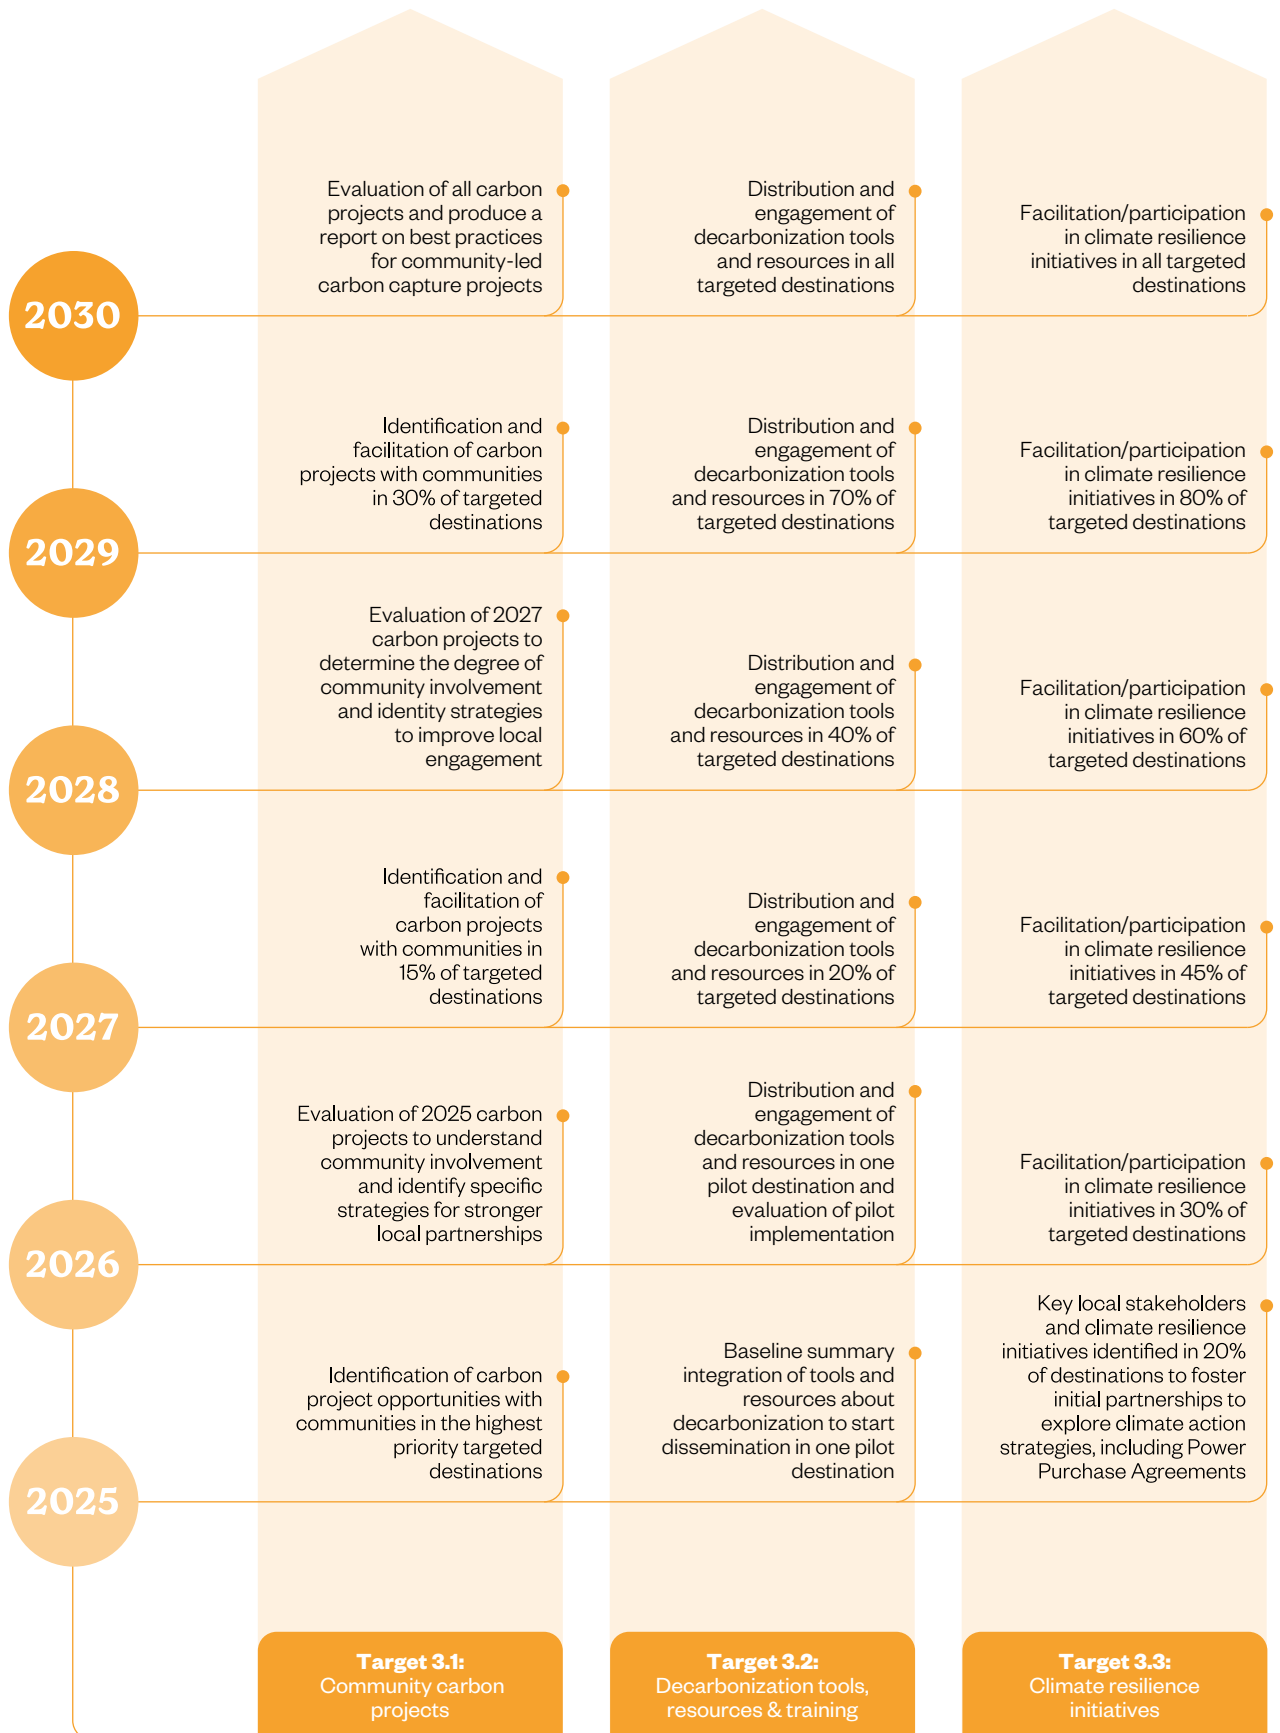 2030
Evaluation of all carbon
projects and produce a
report on best practices
for community-led
carbon capture projects
Distribution and
engagement of
decarbonization tools
and resources in all
targeted destinations
Facilitation/participation
in climate resilience
initiatives in all targeted
destinations
2029
Identification and
facilitation of carbon
projects with communities
in 30% of targeted
destinations
Distribution and
engagement of
decarbonization tools
and resources in 70% of
targeted destinations
Facilitation/participation
in climate resilience
initiatives in 80% of
targeted destinations
2028
Evaluation of 2027
carbon projects to
determine the degree of
community involvement
and identity strategies
to improve local
engagement
Distribution and
engagement of
decarbonization tools
and resources in 40% of
targeted destinations
Facilitation/participation
in climate resilience
initiatives in 60% of
targeted destinations
2027
Identification and
facilitation of
carbon projects
with communities in
15% of targeted
destinations
Distribution and
engagement of
decarbonization tools
and resources in 20% of
targeted destinations
Facilitation/participation
in climate resilience
initiatives in 45% of
targeted destinations
2026
Evaluation of 2025 carbon
projects to understand
community involvement
and identify specific
strategies for stronger
local partnerships
Distribution and
engagement of
decarbonization tools
and resources in one
pilot destination and
evaluation of pilot
implementation
Facilitation/participation
in climate resilience
initiatives in 30% of
targeted destinations
2025
Identification of carbon
project opportunities with
communities in the highest
priority targeted
destinations
Baseline summary
integration of tools and
resources about
decarbonization to start
dissemination in one pilot
destination
Key local stakeholders
and climate resilience
initiatives identified in 20%
of destinations to foster
initial partnerships to
explore climate action
strategies, including Power
Purchase Agreements
Target 3.1:
Community carbon
projects
Target 3.2:
Decarbonization tools,
resources & training
Target 3.3:
Climate resilience
initiatives